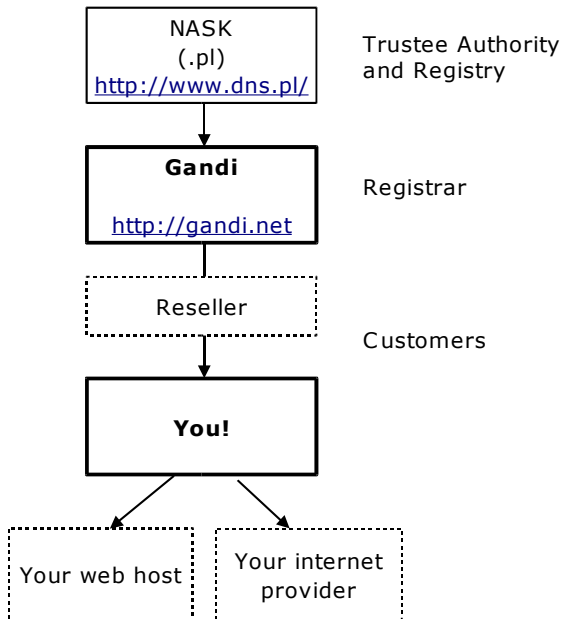 NASK
(.pl)
http://www.dns.pl/
Trustee Authority
and Registry
Gandi
http://gandi.net
Registrar
Reseller
Customers
You!
Your web host
Your internet
provider